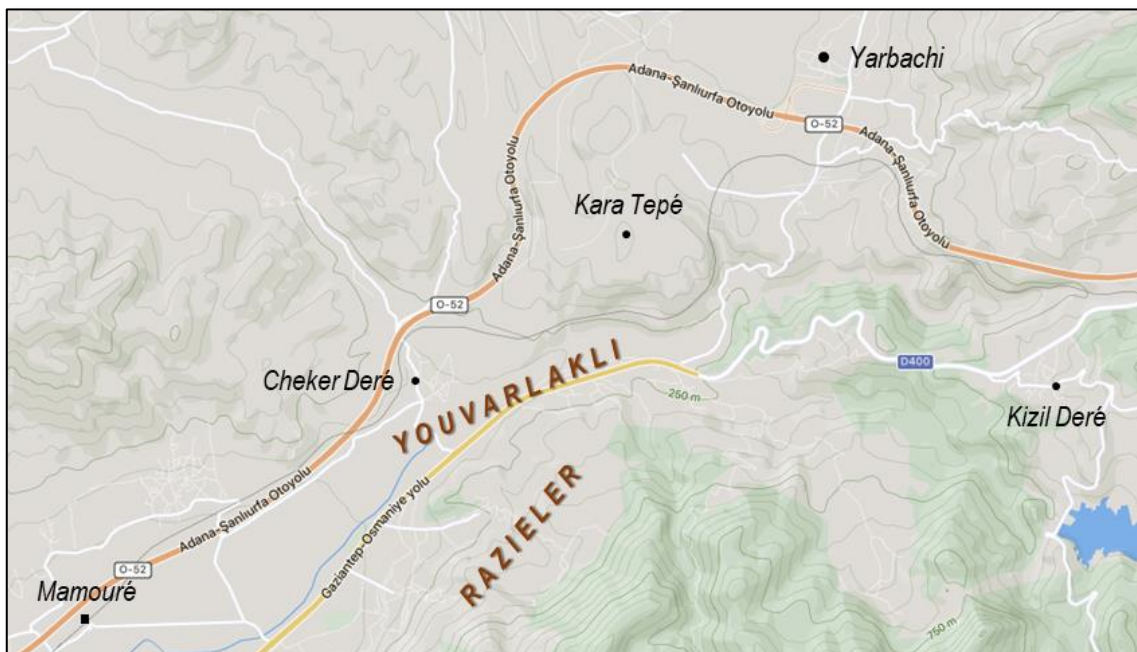 Yarbachi
Adana-Şanlıurfa Otoyolu
O-52
Adana-Şanlıurfa Otoyolu
Adana-Şanlıurfa Otoyolu
Kara Tepé
O-52
YOUVARLAKLI
D400
Cheker Deré
250 m
Kizil Deré
RAZIELER
Adana-Şanlıurfa Otoyolu
Gaziantep-Osmaniye yolu
O-52
Mamouré
750 m